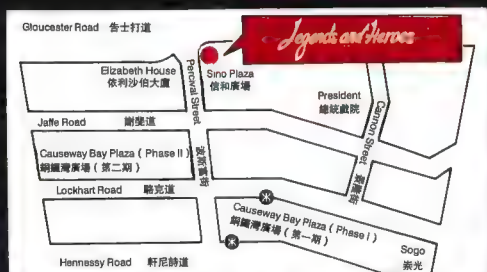 Gloucester Road 告士打道
Legends and Heroes
Elizabeth House
依利沙伯大廈
Percival Street
波斯富街
Sino Plaza
信和廣場
President
總統戲院
Cannon Street
景隆街
Jaffe Road 謝斐道
Causeway Bay Plaza ( Phase II )
銅鑼灣廣場（第二期）
Lockhart Road 駱克道
Causeway Bay Plaza ( Phase I )
銅鑼灣廣場（第一期）
Sogo
崇光
Hennessy Road 軒尼詩道